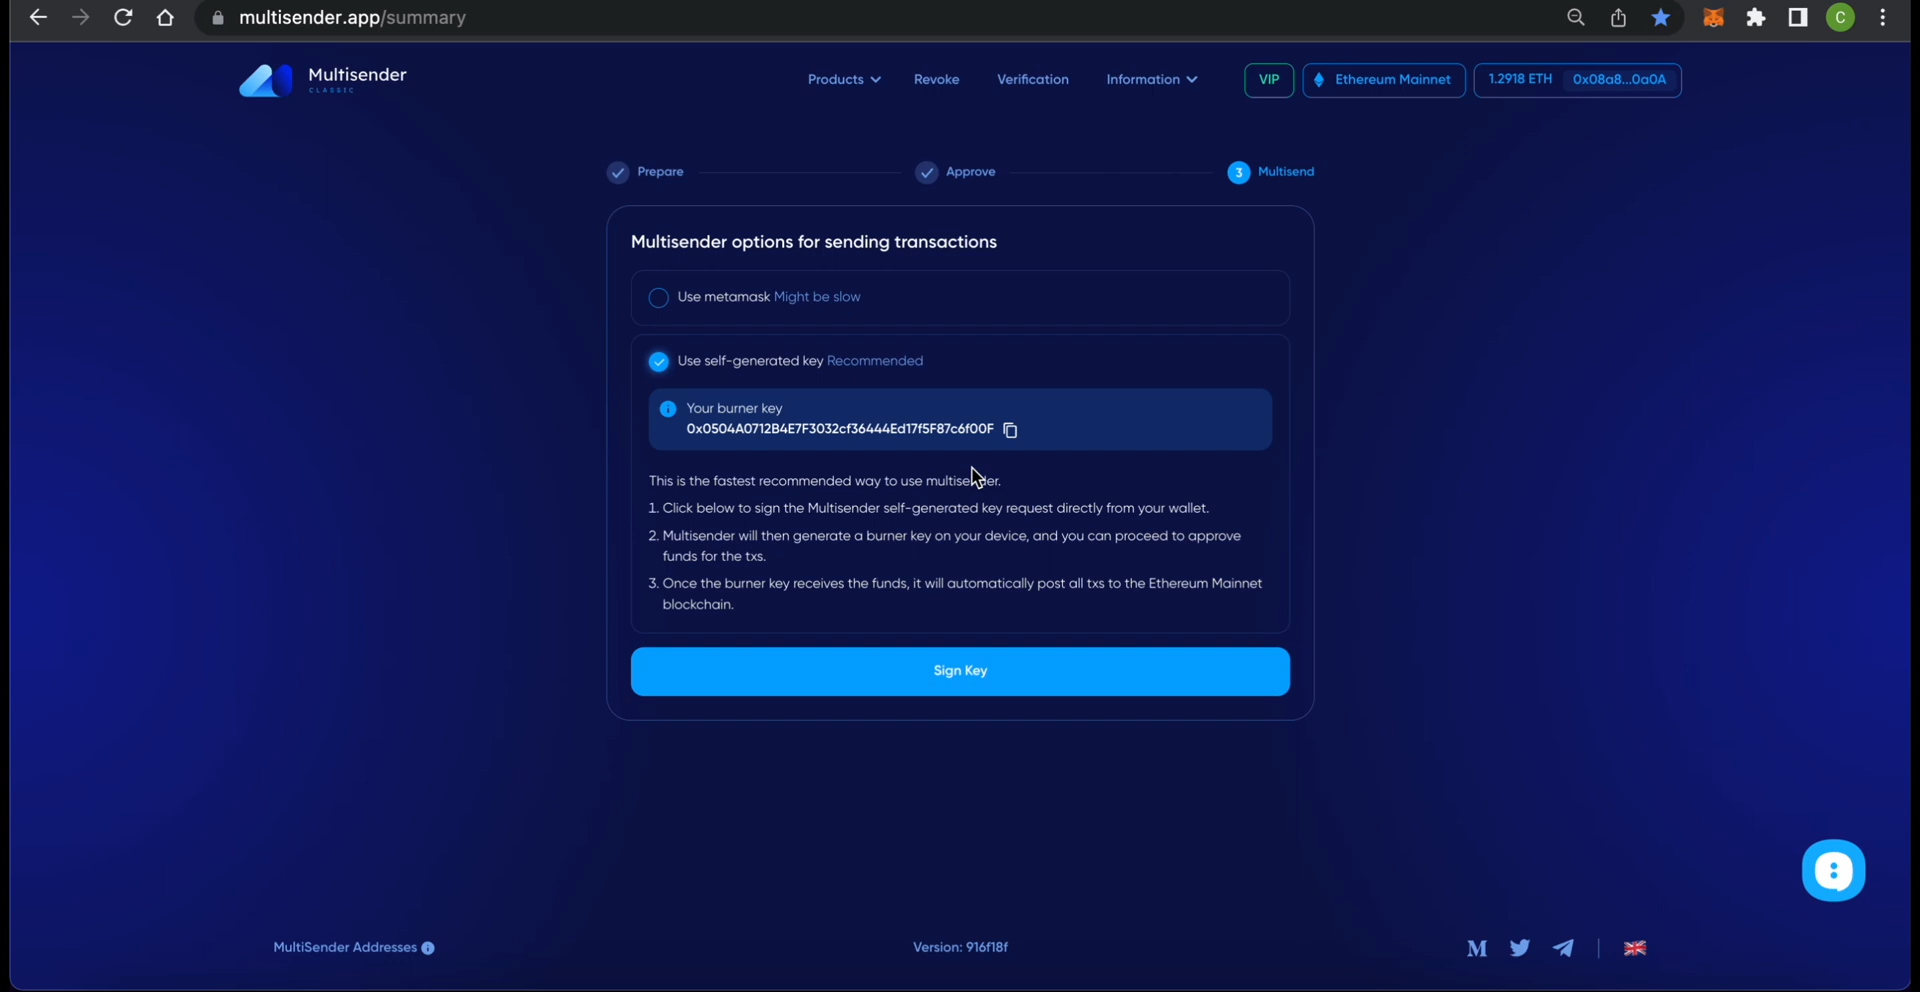 multisender.app/summary
C
Multisender
CLASSIC
Products
Revoke
Verification
Information
VIP
Ethereum Mainnet
1.2918 ETH
0x08a8...0a0A
Prepare
Approve
3
Multisend
Multisender options for sending transactions
Use metamask Might be slow
Use self-generated key Recommended
Your burner key
0x0504A0712B4E7F3032cf36444Ed17f5F87c6f00F
This is the fastest recommended way to use multisender.
1. Click below to sign the Multisender self-generated key request directly from your wallet.
2. Multisender will then generate a burner key on your device, and you can proceed to approve
funds for the txs.
3. Once the burner key receives the funds, it will automatically post all txs to the Ethereum Mainnet
blockchain.
Sign Key
MultiSender Addresses
Version: 916f18f